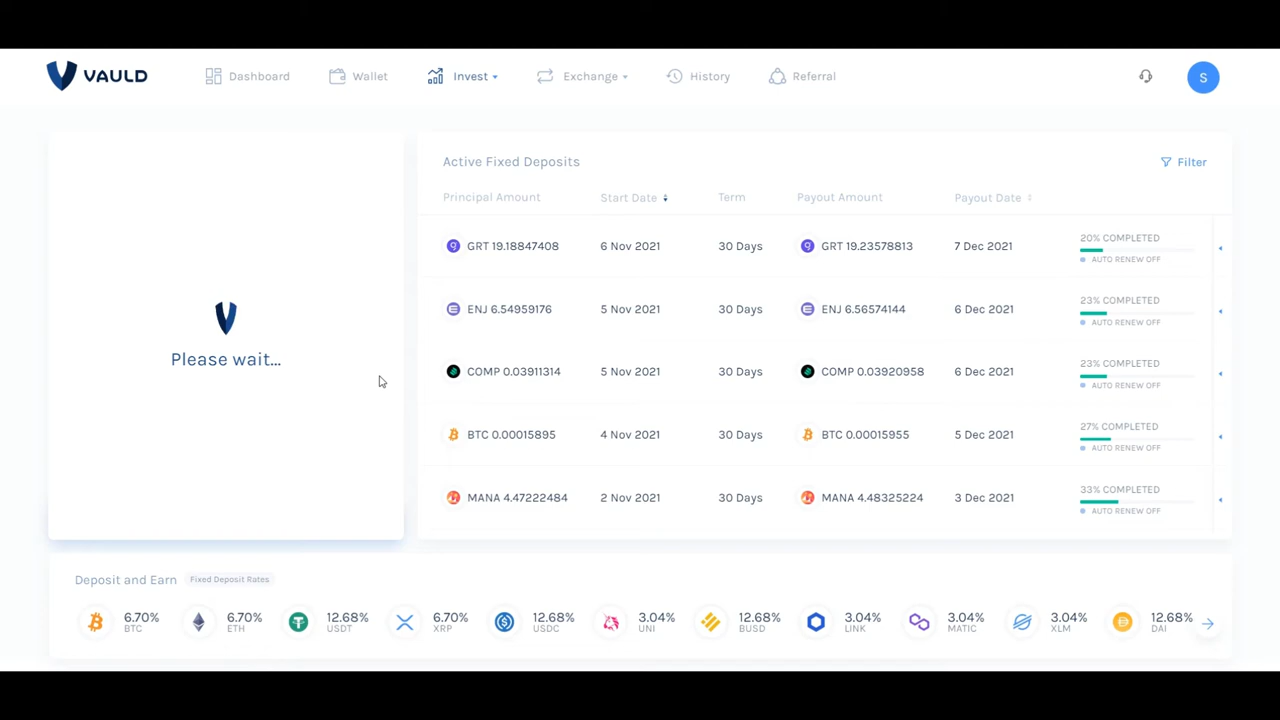 VAULD Dashboard Wallet Invest Exchange History Referral S
Active Fixed Deposits Filter
Principal Amount Start Date Term Payout Amount Payout Date
GRT 19.18847408 6 Nov 2021 30 Days GRT 19.23578813 7 Dec 2021 20% COMPLETED
AUTO RENEW OFF
ENJ 6.54959176 5 Nov 2021 30 Days ENJ 6.56574144 6 Dec 2021 23% COMPLETED
AUTO RENEW OFF
Please wait...
COMP 0.03911314 5 Nov 2021 30 Days COMP 0.03920958 6 Dec 2021 23% COMPLETED
AUTO RENEW OFF
BTC 0.00015895 4 Nov 2021 30 Days BTC 0.00015955 5 Dec 2021 27% COMPLETED
AUTO RENEW OFF
MANA 4.47222484 2 Nov 2021 30 Days MANA 4.48325224 3 Dec 2021 33% COMPLETED
AUTO RENEW OFF
Deposit and Earn Fixed Deposit Rates
6.70% 6.70% 12.68% 6.70% 12.68% 3.04% 12.68% 3.04% 3.04% 3.04% 12.68%
BTC ETH USDT XRP USDC UNI BUSD LINK MATIC XLM DAI